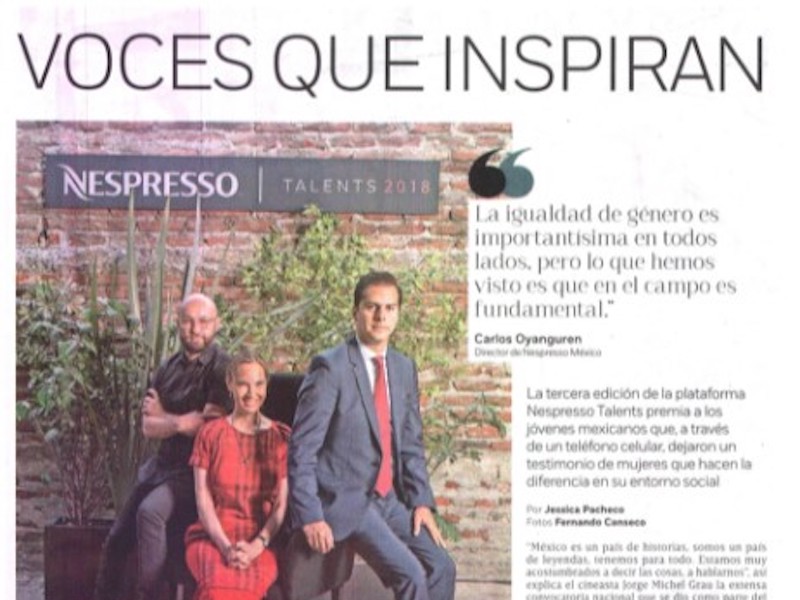 VOCES QUE INSPIRAN
NESPRESSO | TALENTS 2018
La igualdad de género es
importantísima en todos
lados, pero lo que hemos
visto es que en el campo es
fundamental."
Carlos Oyanguren
Director de Nespresso México
La tercera edición de la plataforma
Nespresso Talents premia a los
jóvenes mexicanos que, a través
de un teléfono celular, dejaron un
testimonio de mujeres que hacen la
diferencia en su entorno social
Por Jessica Pacheco
Fotos Fernando Canseco
"México es un país de historias, somos un país
de leyendas, tenemos para todo. Estamos muy
acostumbrados a decir las cosas, a hablarnos", así
explica el cineasta Jorge Michel Grau la extensa
convocatoria nacional que se dio como parte del